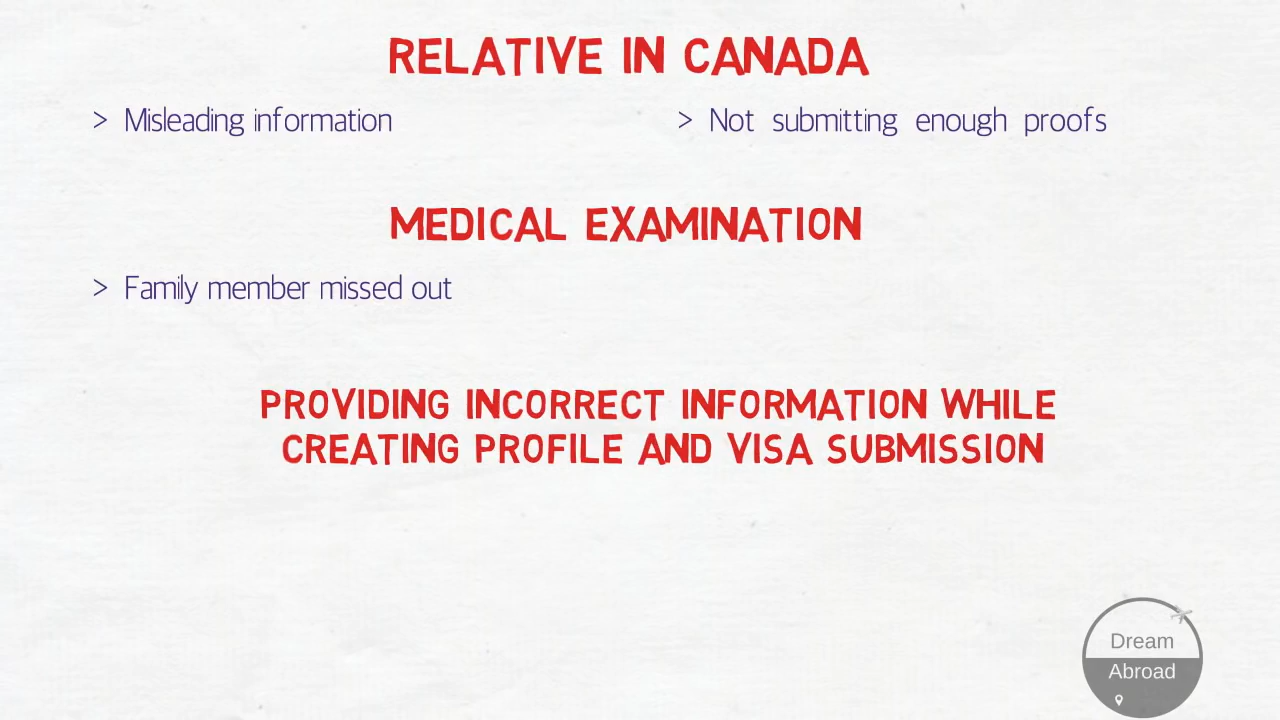 RELATIVE IN CANADA
> Misleading information
> Not submitting enough proofs
MEDICAL EXAMINATION
> Family member missed out
PROVIDING INCORRECT INFORMATION WHILE
CREATING PROFILE AND VISA SUBMISSION
Dream
Abroad